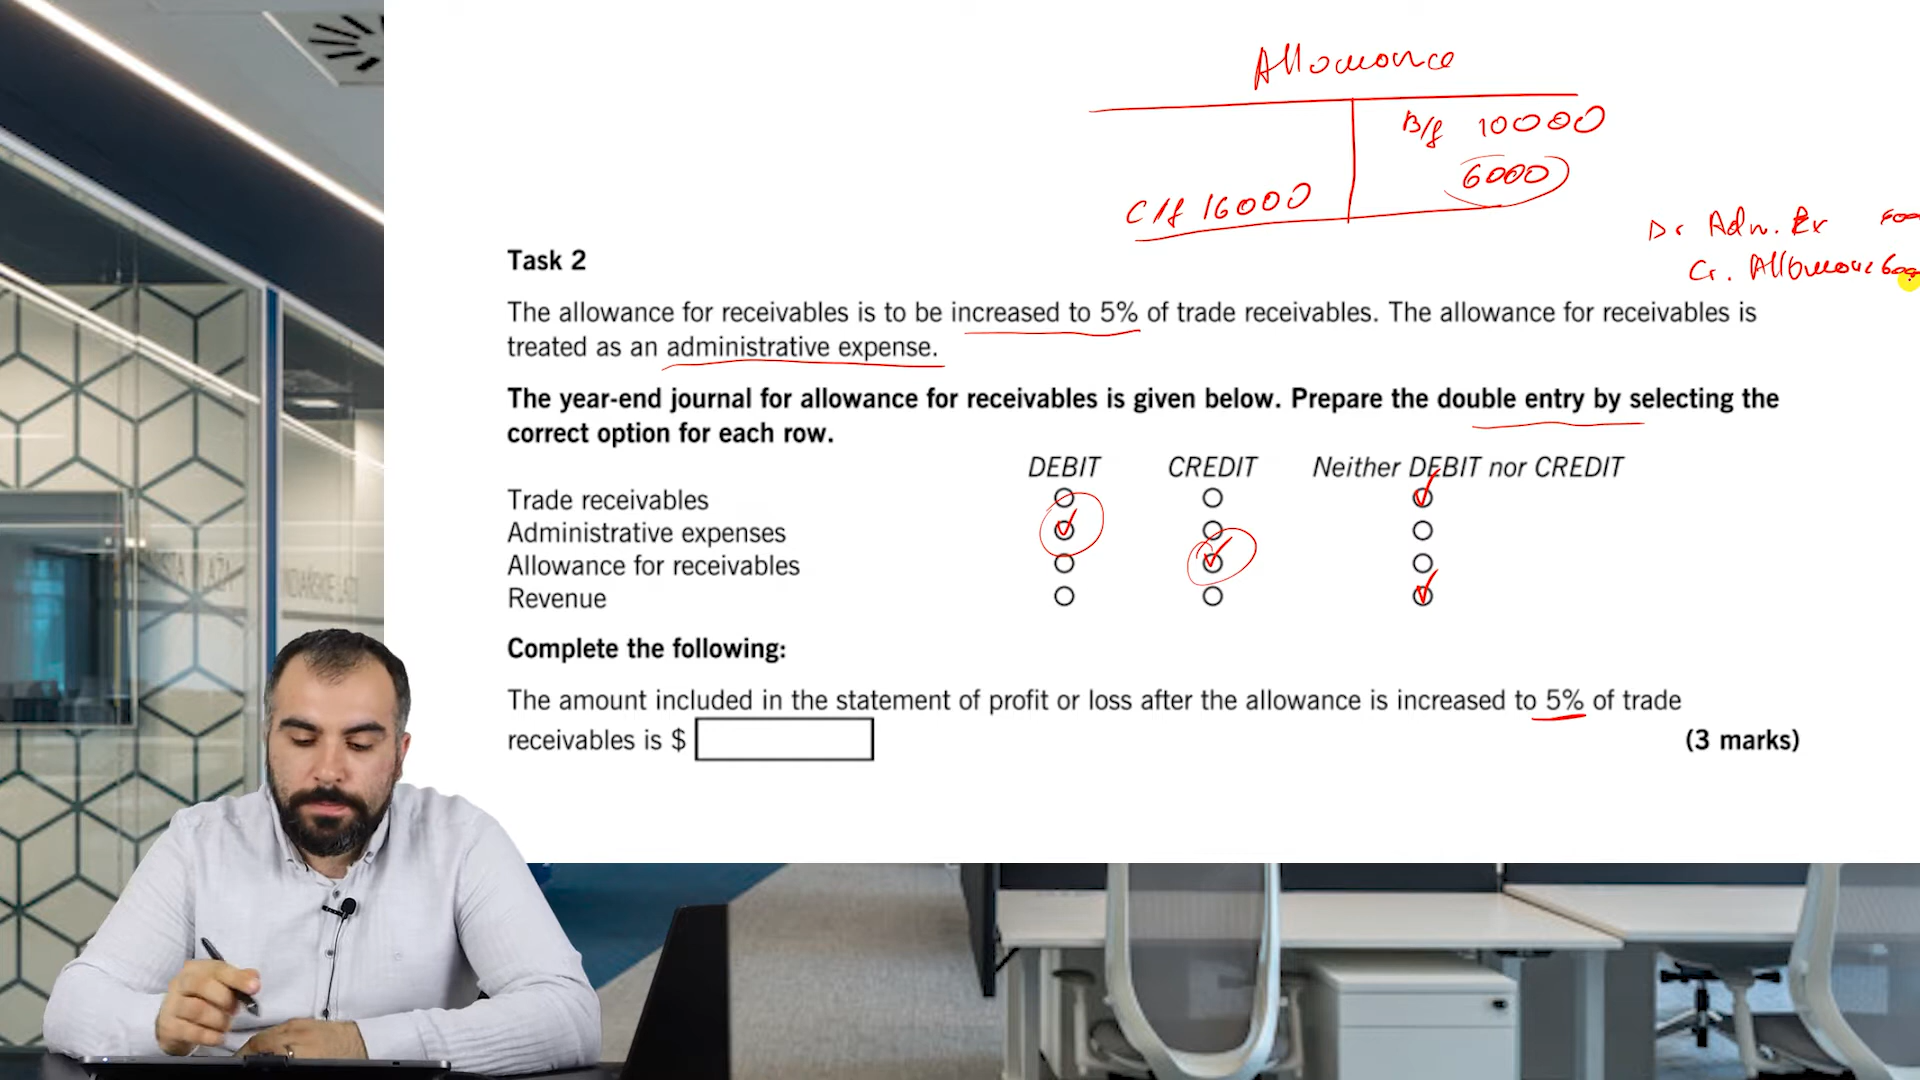 Allowance
B/f 10000
6000
C/f 16000
Dr Adm. Ex
Cr. Allowance 6000
Task 2
The allowance for receivables is to be increased to 5% of trade receivables. The allowance for receivables is
treated as an administrative expense.
The year-end journal for allowance for receivables is given below. Prepare the double entry by selecting the
correct option for each row.
DEBIT CREDIT Neither DEBIT nor CREDIT
Trade receivables
Administrative expenses
Allowance for receivables
Revenue
Complete the following:
The amount included in the statement of profit or loss after the allowance is increased to 5% of trade
receivables is $
(3 marks)